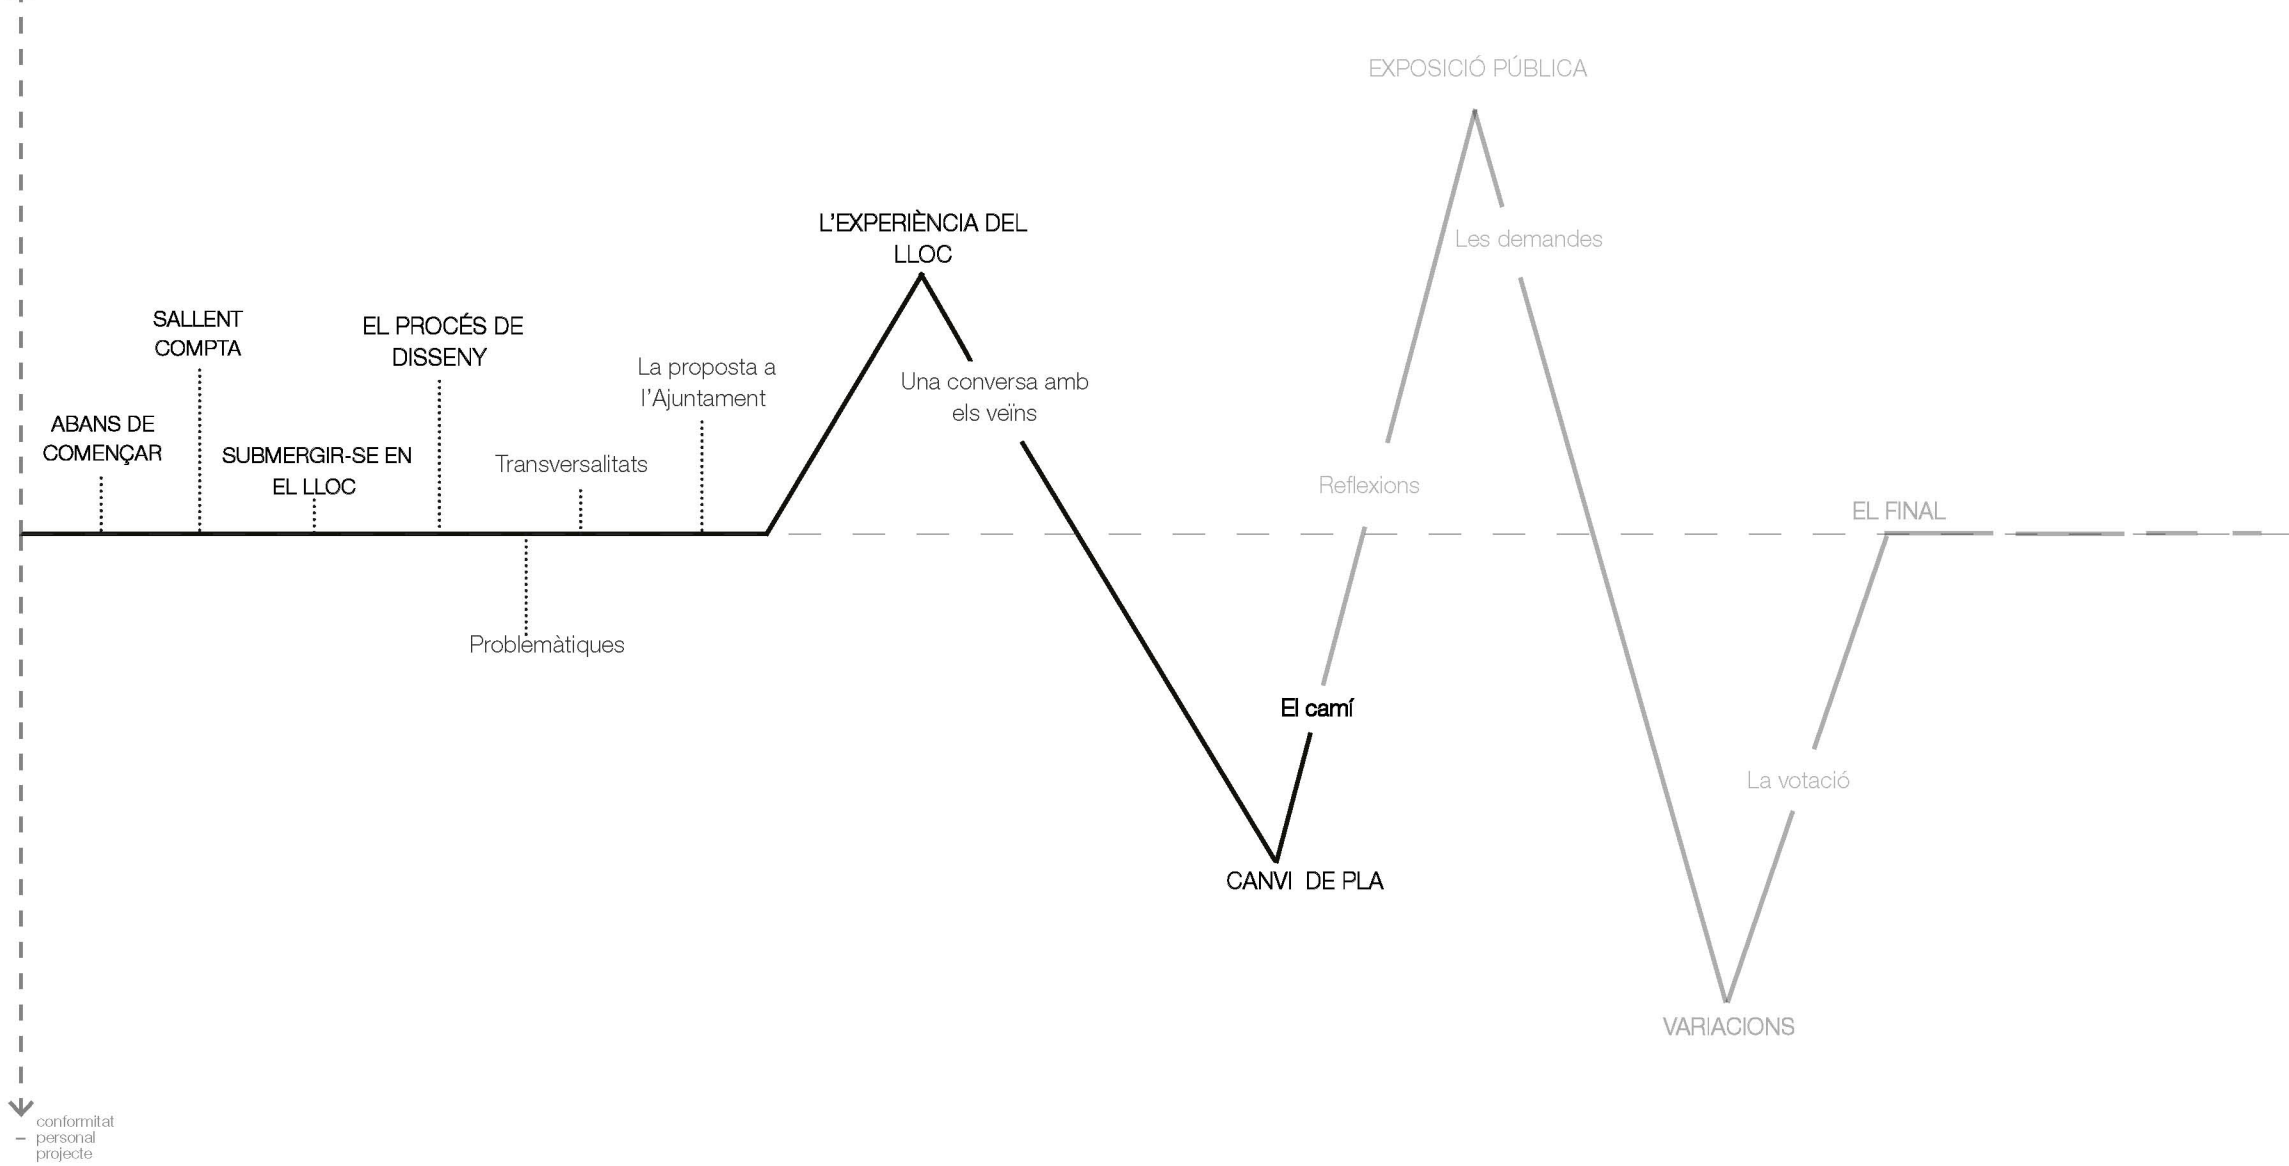 EXPOSICIÓ PÚBLICA
L'EXPERIÈNCIA DEL
LLOC
Les demandes
SALLENT
COMPTA
EL PROCÉS DE
DISSENY
La proposta a
l'Ajuntament
Una conversa amb
els veïns
ABANS DE
COMENÇAR
SUBMERGIR-SE EN
EL LLOC
Transversalitats
Reflexions
EL FINAL
Problemàtiques
El camí
La votació
CANVI DE PLA
VARIACIONS
conformitat
– personal
projecte